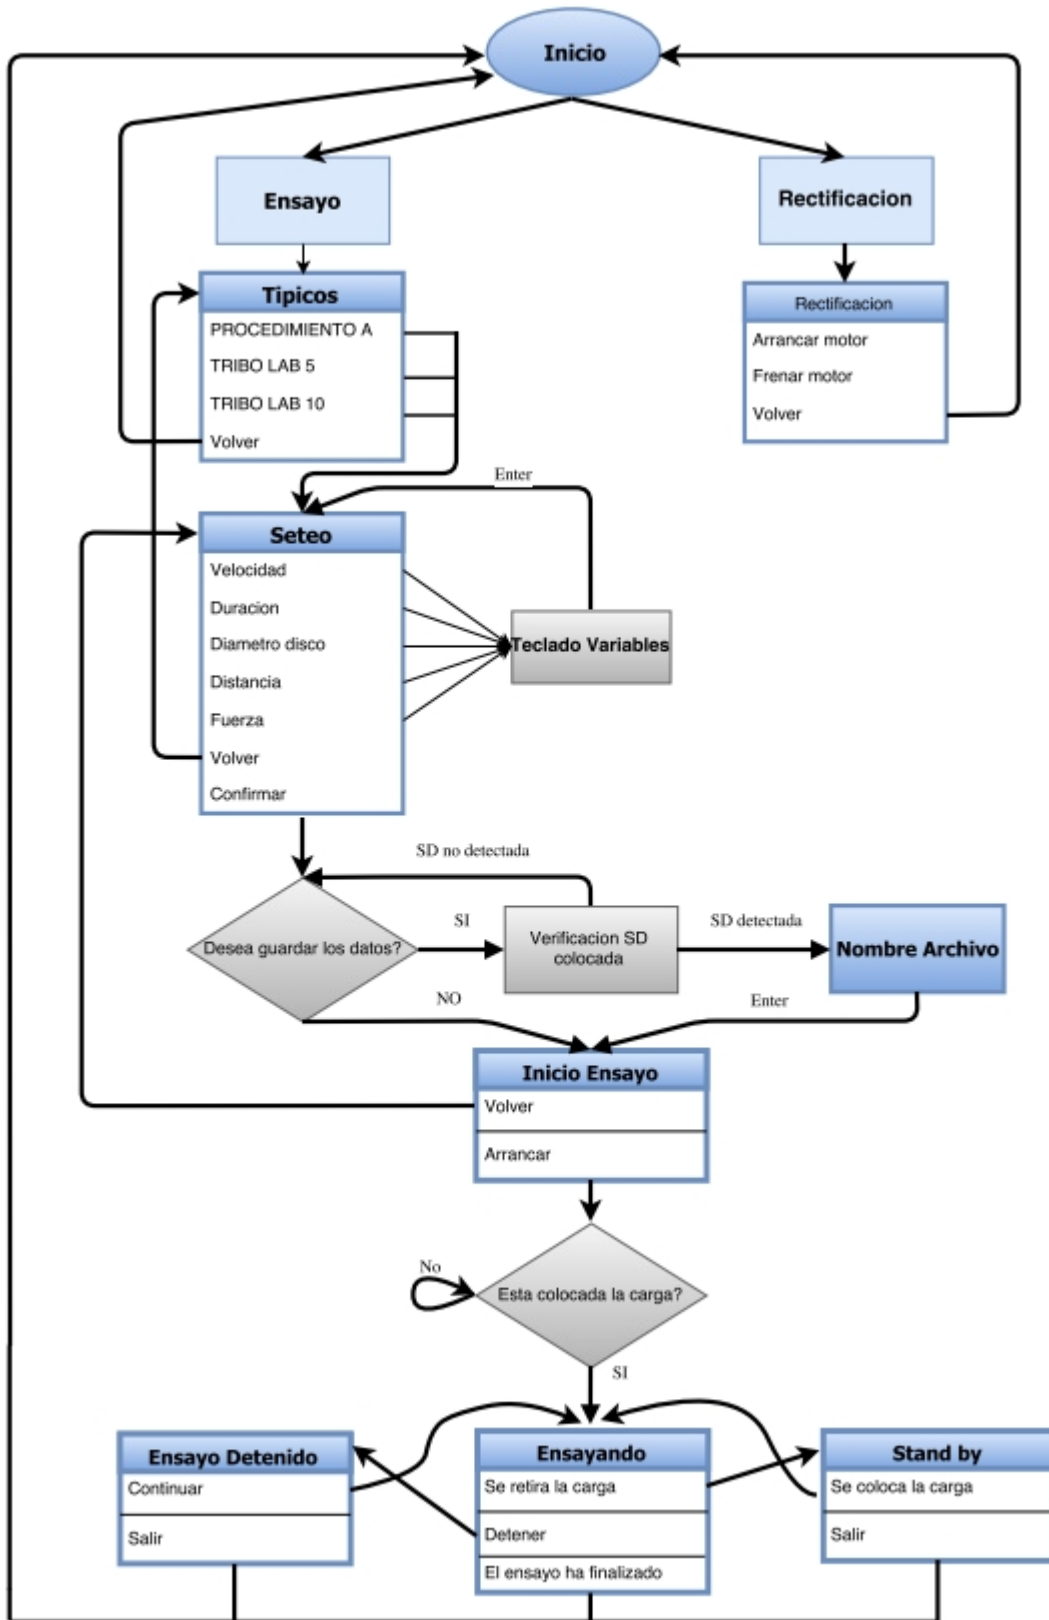 Inicio
Ensayo
Rectificacion
Tipicos
PROCEDIMIENTO A
TRIBO LAB 5
TRIBO LAB 10
Volver
Rectificacion
Arrancar motor
Frenar motor
Volver
Enter
Seteo
Velocidad
Duracion
Diametro disco
Distancia
Fuerza
Volver
Confirmar
Teclado Variables
SD no detectada
Desea guardar los datos?
SI
Verificacion SD
colocada
SD detectada
Nombre Archivo
NO
Enter
Inicio Ensayo
Volver
Arrancar
No
Esta colocada la carga?
SI
Ensayo Detenido
Continuar
Salir
Ensayando
Se retira la carga
Detener
El ensayo ha finalizado
Stand by
Se coloca la carga
Salir